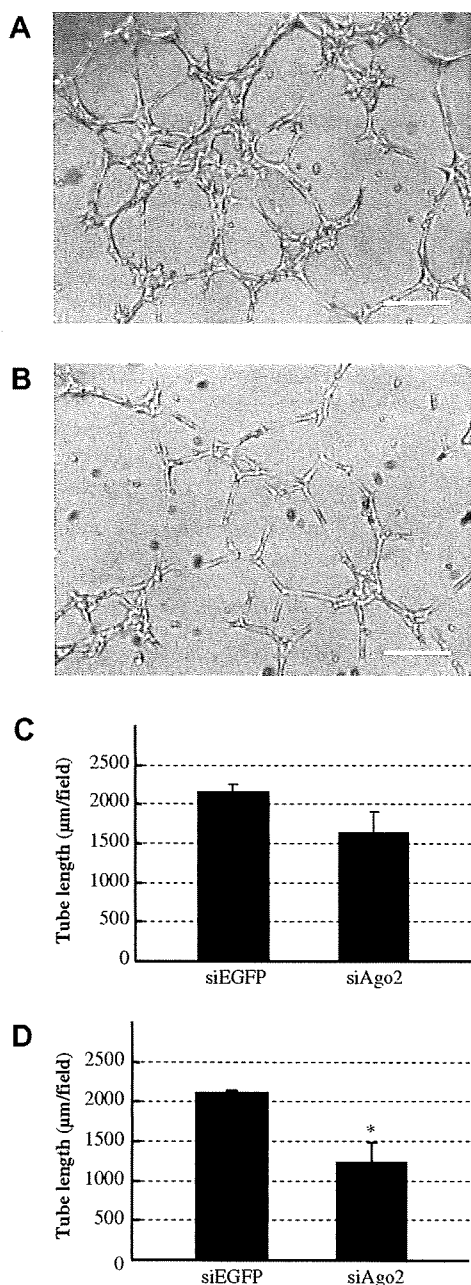 A
B
C
Tube length (µm/field)
2500
2000
1500
1000
500
0
siEGFP
siAgo2
D
Tube length (µm/field)
2500
2000
1500
1000
500
0
*
siEGFP
siAgo2